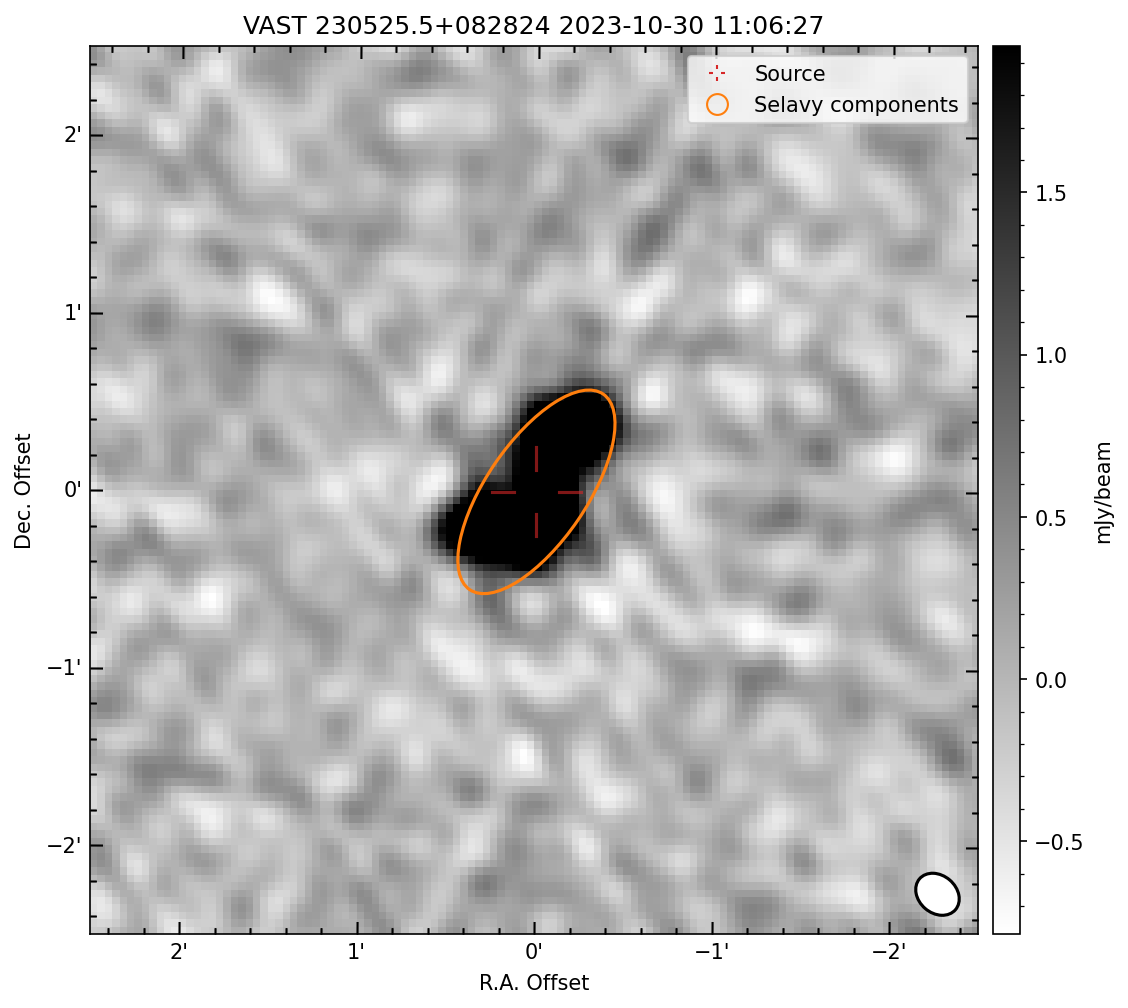 VAST 230525.5+082824 2023-10-30 11:06:27
Source
Selavy components
2'
1'
0'
−1'
−2'
Dec. Offset
2'
1'
0'
−1'
−2'
R.A. Offset
1.5
1.0
0.5
0.0
−0.5
mJy/beam